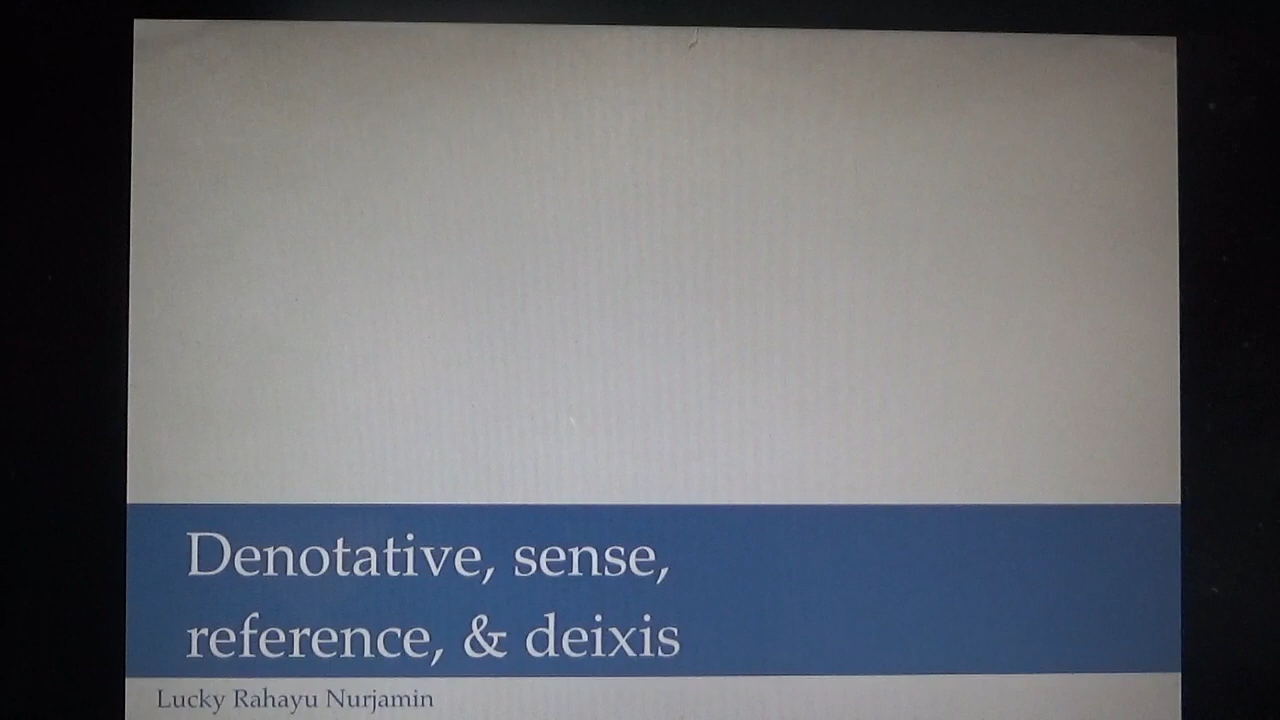 Denotative, sense,
reference, & deixis
Lucky Rahayu Nurjamin